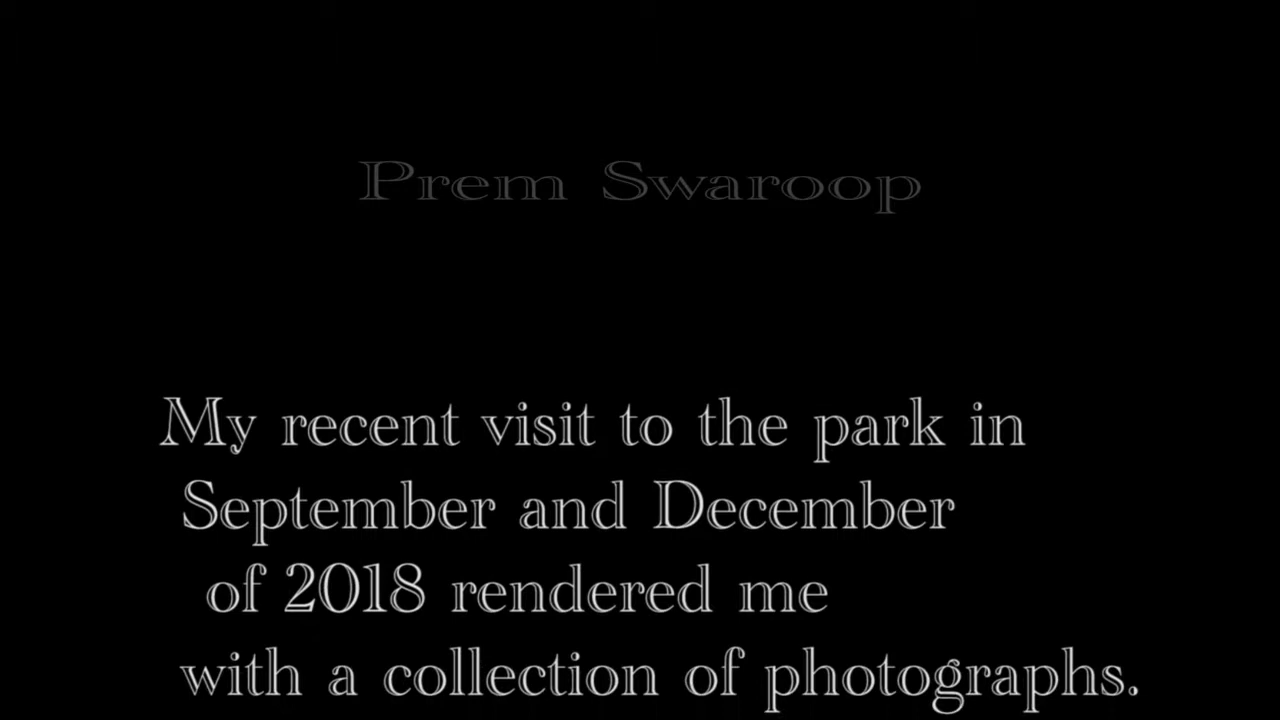 Prem Swaroop
My recent visit to the park in
September and December
of 2018 rendered me
with a collection of photographs.